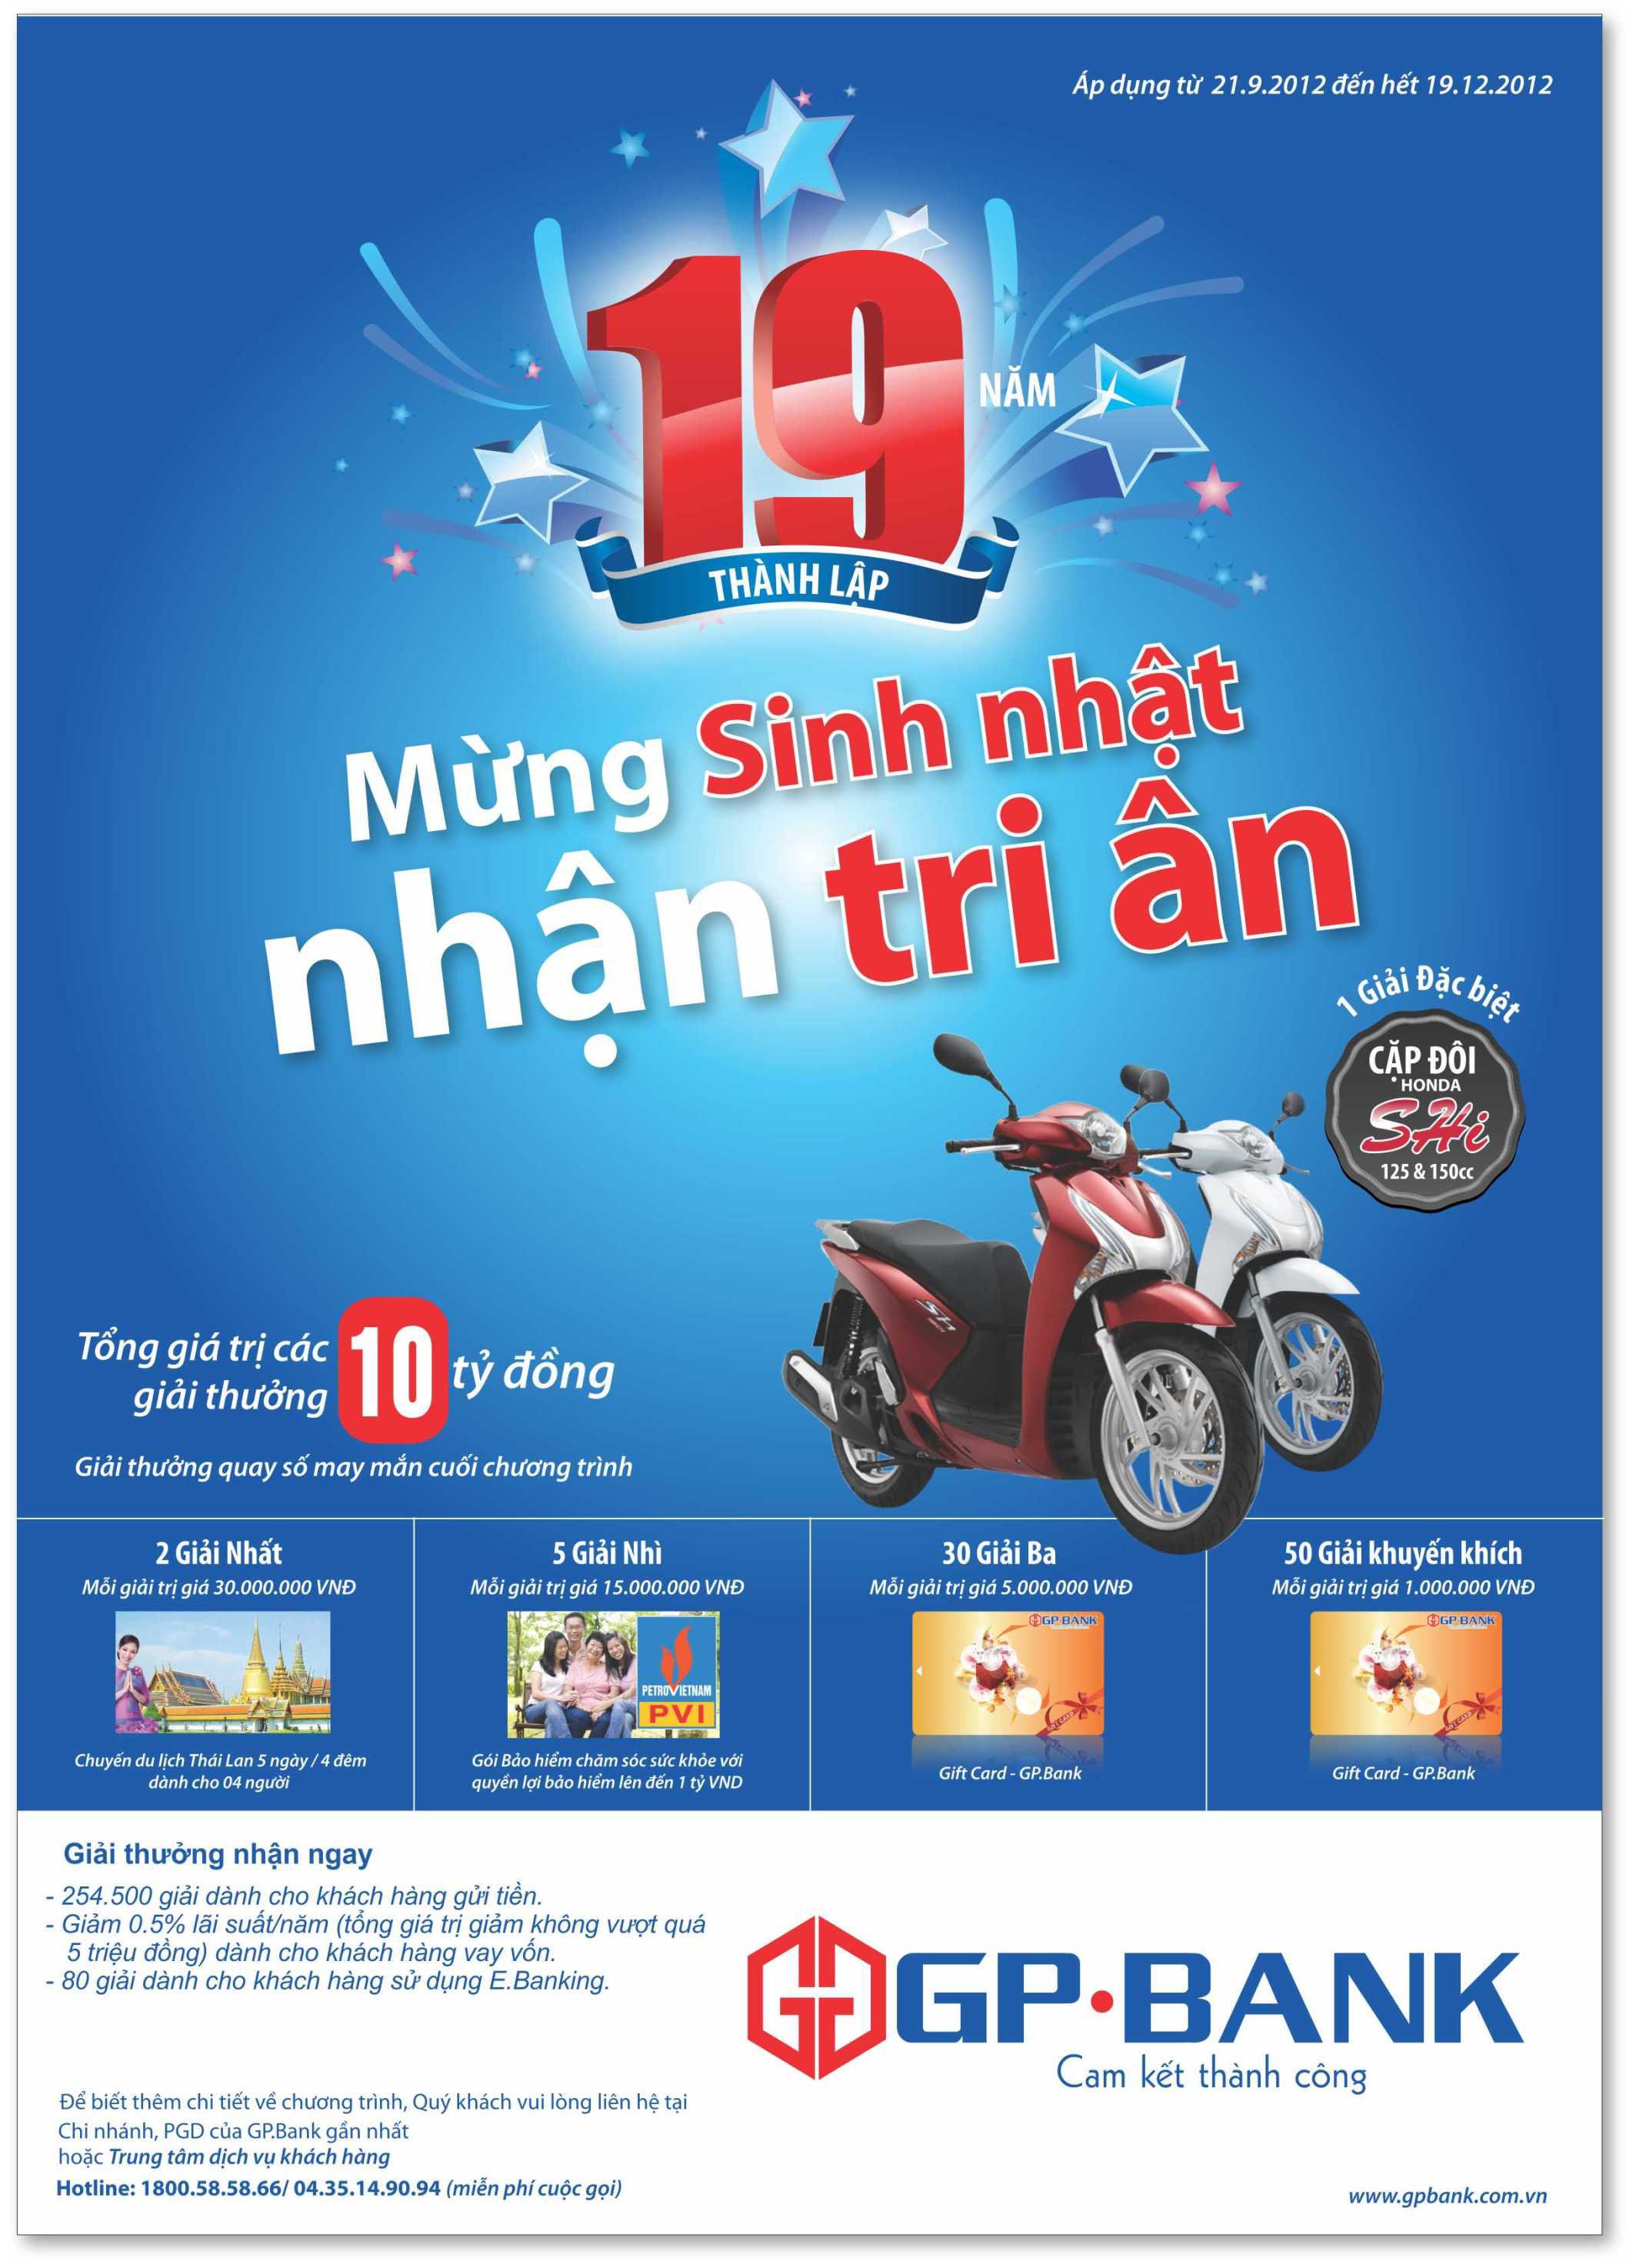 Áp dụng từ 21.9.2012 đến hết 19.12.2012
19
NĂM
THÀNH LẬP
Mừng Sinh nhật
nhận tri ân
1 Giải Đặc biệt
CẶP ĐÔI
HONDA
SHi
125 & 150cc
Tổng giá trị các
giải thưởng
10 tỷ đồng
Giải thưởng quay số may mắn cuối chương trình
2 Giải Nhất
Mỗi giải trị giá 30.000.000 VNĐ
Chuyến du lịch Thái Lan 5 ngày / 4 đêm
dành cho 04 người
5 Giải Nhì
Mỗi giải trị giá 15.000.000 VNĐ
PETROVIETNAM
PVI
Gói Bảo hiểm chăm sóc sức khỏe với
quyền lợi bảo hiểm lên đến 1 tỷ VND
30 Giải Ba
Mỗi giải trị giá 5.000.000 VNĐ
GP.BANK
GIFT CARD
Gift Card - GP.Bank
50 Giải khuyến khích
Mỗi giải trị giá 1.000.000 VNĐ
GP.BANK
GIFT CARD
Gift Card - GP.Bank
Giải thưởng nhận ngay
- 254.500 giải dành cho khách hàng gửi tiền.
- Giảm 0.5% lãi suất/năm (tổng giá trị giảm không vượt quá
5 triệu đồng) dành cho khách hàng vay vốn.
- 80 giải dành cho khách hàng sử dụng E.Banking.
GP.BANK
Cam kết thành công
Để biết thêm chi tiết về chương trình, Quý khách vui lòng liên hệ tại
Chi nhánh, PGD của GP.Bank gần nhất
hoặc Trung tâm dịch vụ khách hàng
Hotline: 1800.58.58.66/ 04.35.14.90.94 (miễn phí cuộc gọi)
www.gpbank.com.vn